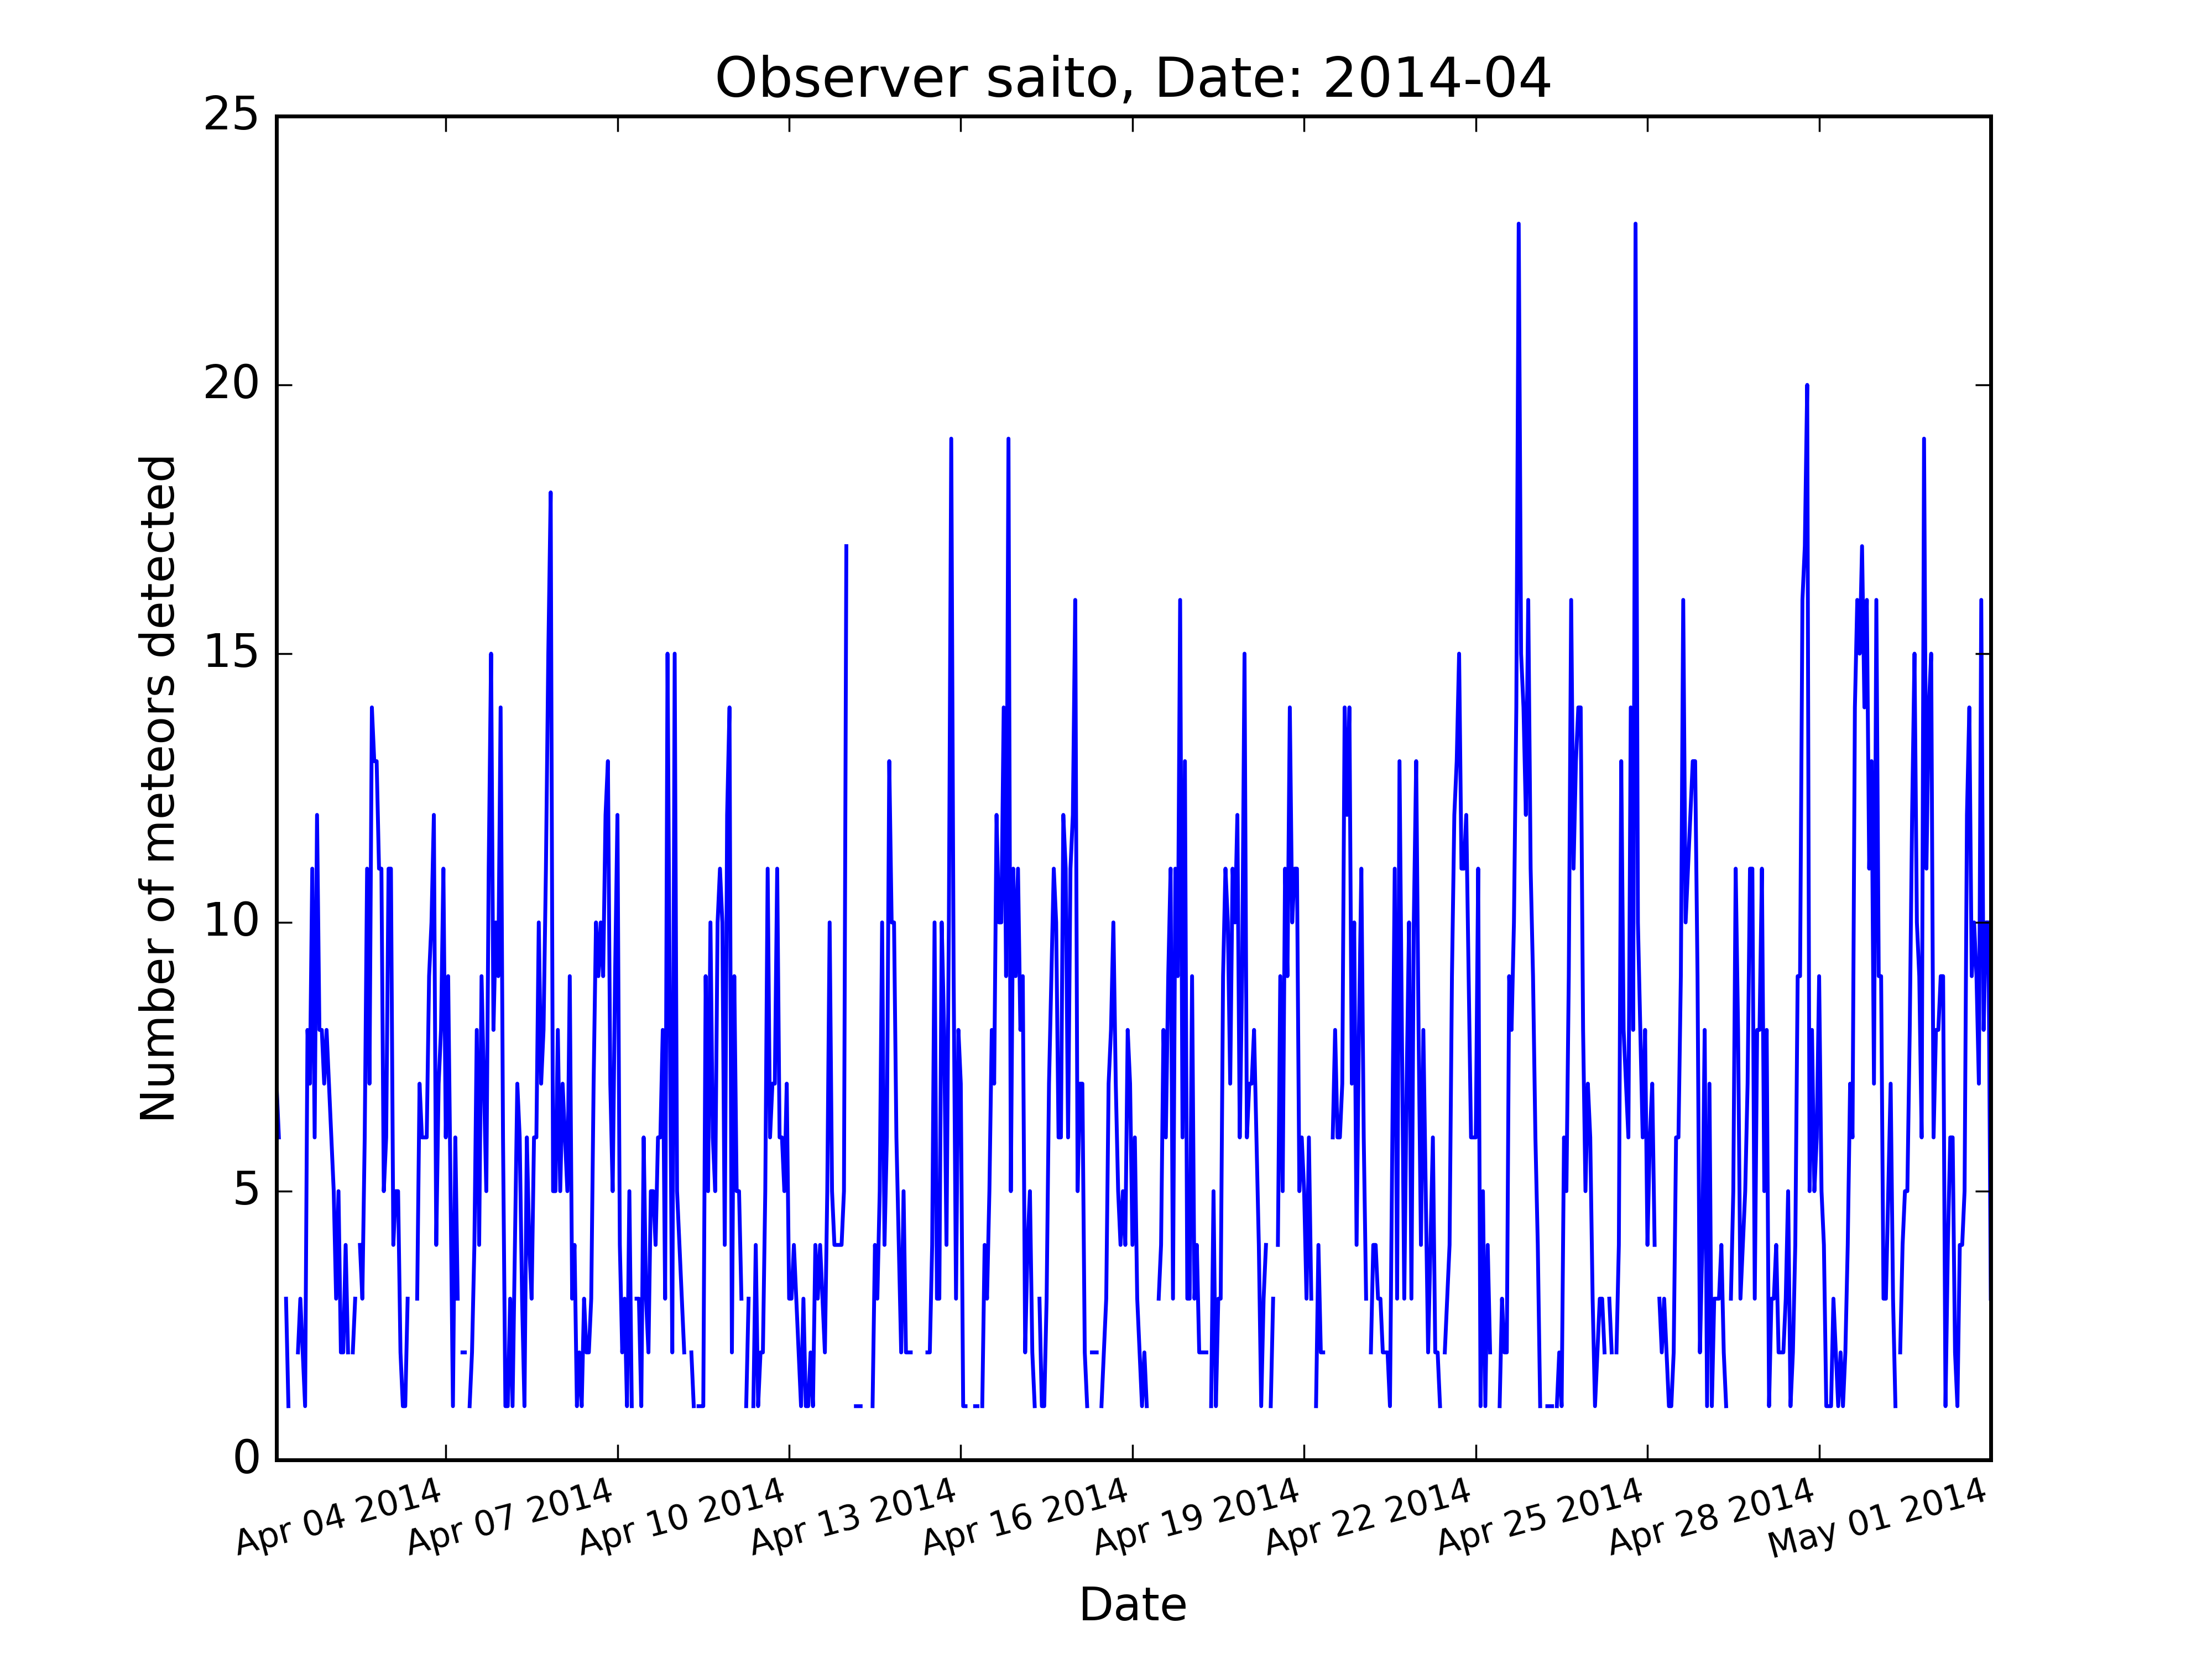 Observer saito, Date: 2014-04
25
20
15
10
5
0
Number of meteors detected
Apr 04 2014
Apr 07 2014
Apr 10 2014
Apr 13 2014
Apr 16 2014
Apr 19 2014
Apr 22 2014
Apr 25 2014
Apr 28 2014
May 01 2014
Date